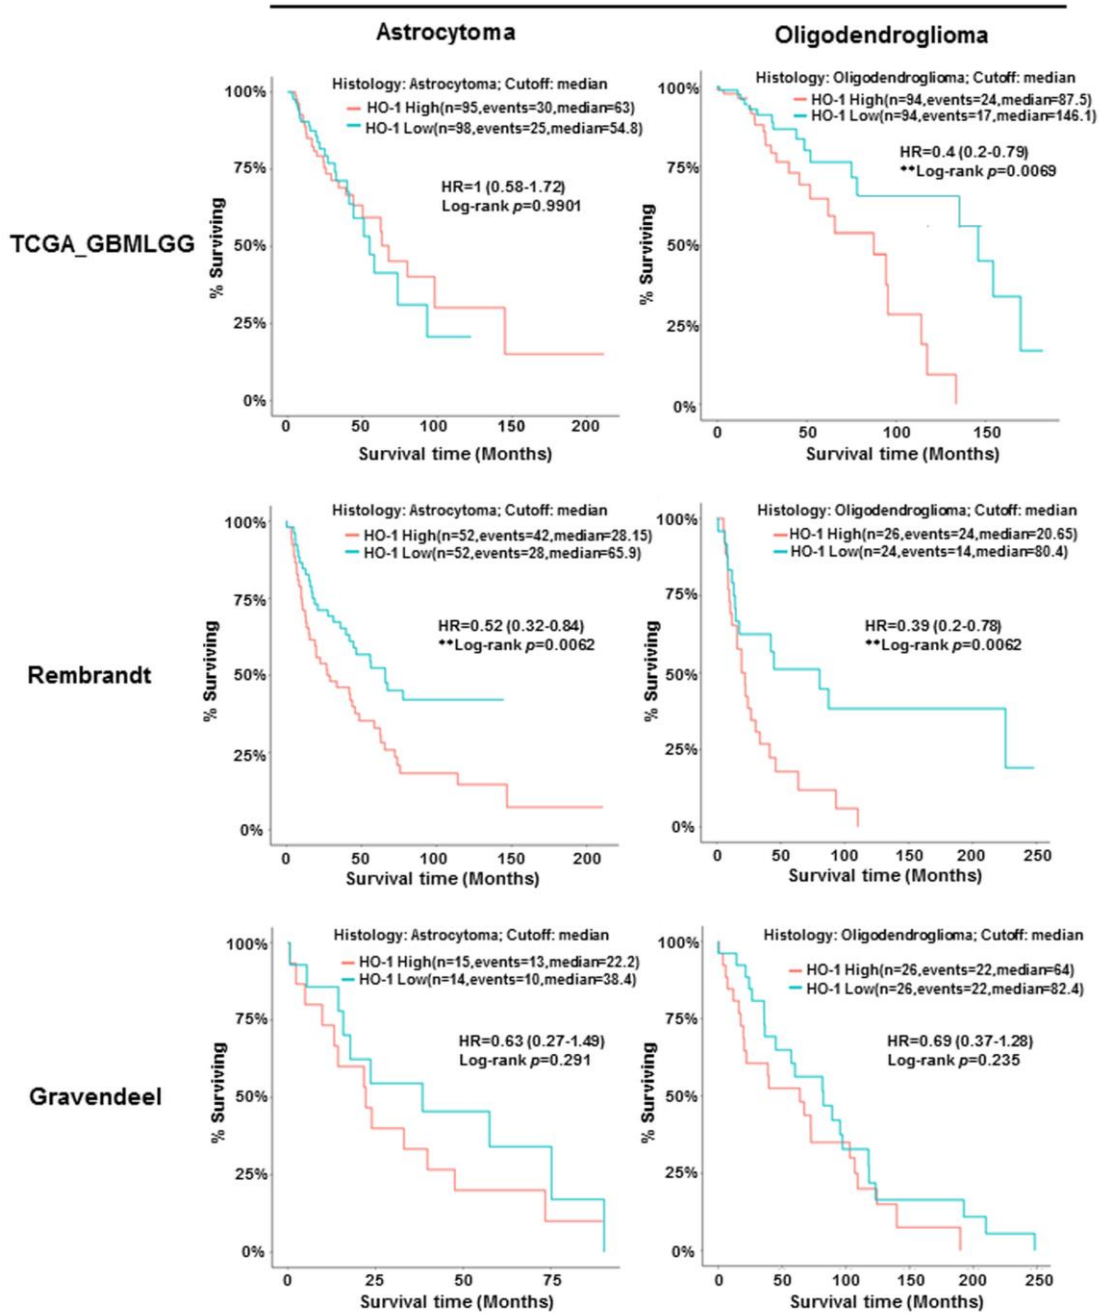 Astrocytoma
Oligodendroglioma
TCGA_GBMLGG
Histology: Astrocytoma; Cutoff: median
HO-1 High(n=95,events=30,median=63)
HO-1 Low(n=98,events=25,median=54.8)
HR=1 (0.58-1.72)
Log-rank p=0.9901
% Surviving
100%
75%
50%
25%
0%
0 50 100 150 200
Survival time (Months)
Histology: Oligodendroglioma; Cutoff: median
HO-1 High(n=94,events=24,median=87.5)
HO-1 Low(n=94,events=17,median=146.1)
HR=0.4 (0.2-0.79)
**Log-rank p=0.0069
% Surviving
100%
75%
50%
25%
0%
0 50 100 150
Survival time (Months)
Rembrandt
Histology: Astrocytoma; Cutoff: median
HO-1 High(n=52,events=42,median=28.15)
HO-1 Low(n=52,events=28,median=65.9)
HR=0.52 (0.32-0.84)
**Log-rank p=0.0062
% Surviving
100%
75%
50%
25%
0%
0 50 100 150 200
Survival time (Months)
Histology: Oligodendroglioma; Cutoff: median
HO-1 High(n=26,events=24,median=20.65)
HO-1 Low(n=24,events=14,median=80.4)
HR=0.39 (0.2-0.78)
**Log-rank p=0.0062
% Surviving
100%
75%
50%
25%
0%
0 50 100 150 200 250
Survival time (Months)
Gravendeel
Histology: Astrocytoma; Cutoff: median
HO-1 High(n=15,events=13,median=22.2)
HO-1 Low(n=14,events=10,median=38.4)
HR=0.63 (0.27-1.49)
Log-rank p=0.291
% Surviving
100%
75%
50%
25%
0%
0 25 50 75
Survival time (Months)
Histology: Oligodendroglioma; Cutoff: median
HO-1 High(n=26,events=22,median=64)
HO-1 Low(n=26,events=22,median=82.4)
HR=0.69 (0.37-1.28)
Log-rank p=0.235
% Surviving
100%
75%
50%
25%
0%
0 50 100 150 200 250
Survival time (Months)